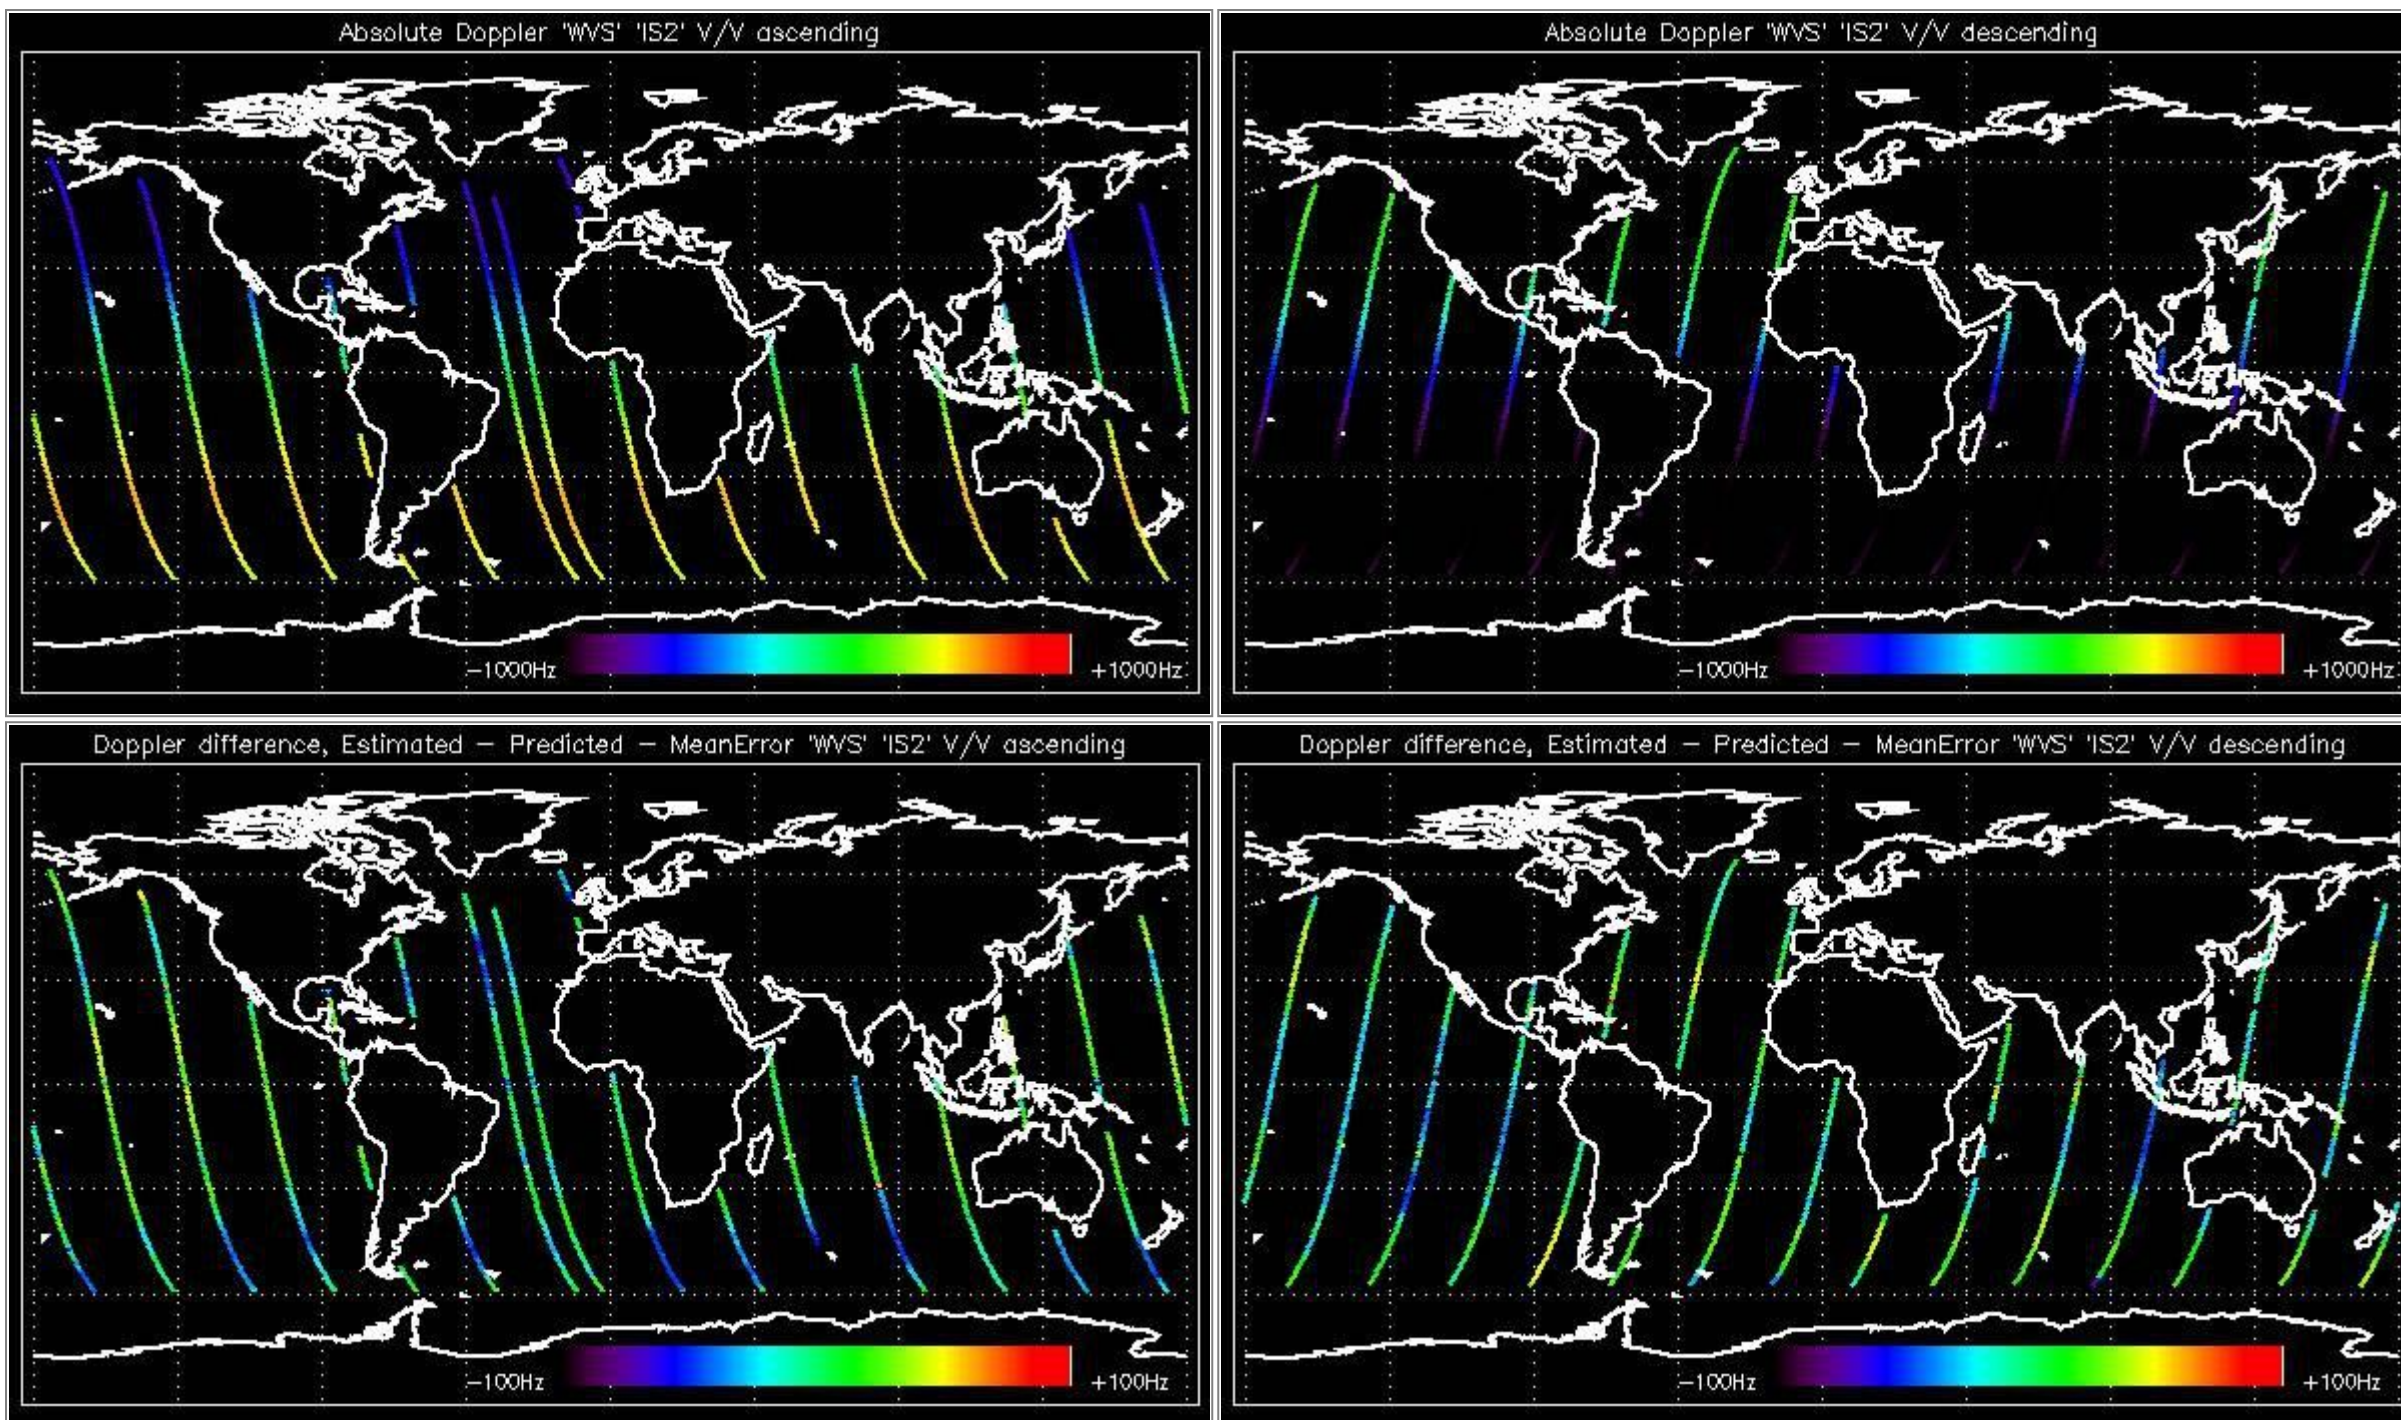 Absolute Doppler 'WVS' 'IS2' V/V ascending
-1000Hz
+1000Hz
Absolute Doppler 'WVS' 'IS2' V/V descending
-1000Hz
+1000Hz
Doppler difference, Estimated - Predicted - MeanError 'WVS' 'IS2' V/V ascending
-100Hz
+100Hz
Doppler difference, Estimated - Predicted - MeanError 'WVS' 'IS2' V/V descending
-100Hz
+100Hz